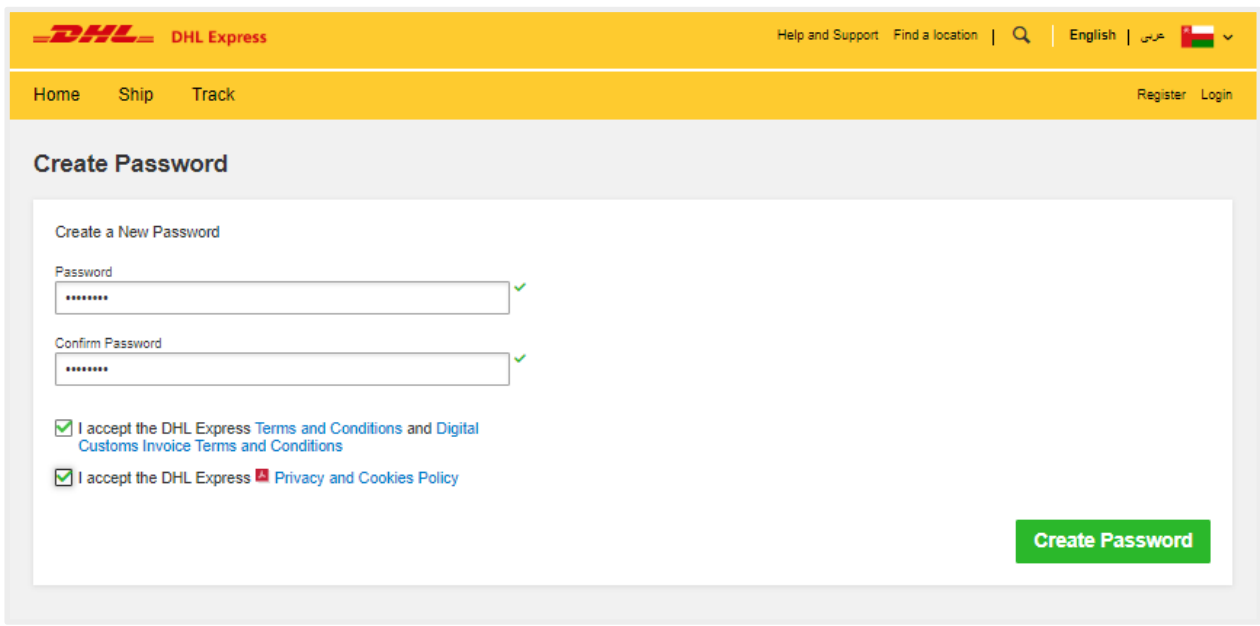 DHL DHL Express
Help and Support Find a location | English | عربي
Home Ship Track
Register Login
Create Password
Create a New Password
Password
••••••••
Confirm Password
••••••••
I accept the DHL Express Terms and Conditions and Digital
Customs Invoice Terms and Conditions
I accept the DHL Express Privacy and Cookies Policy
Create Password